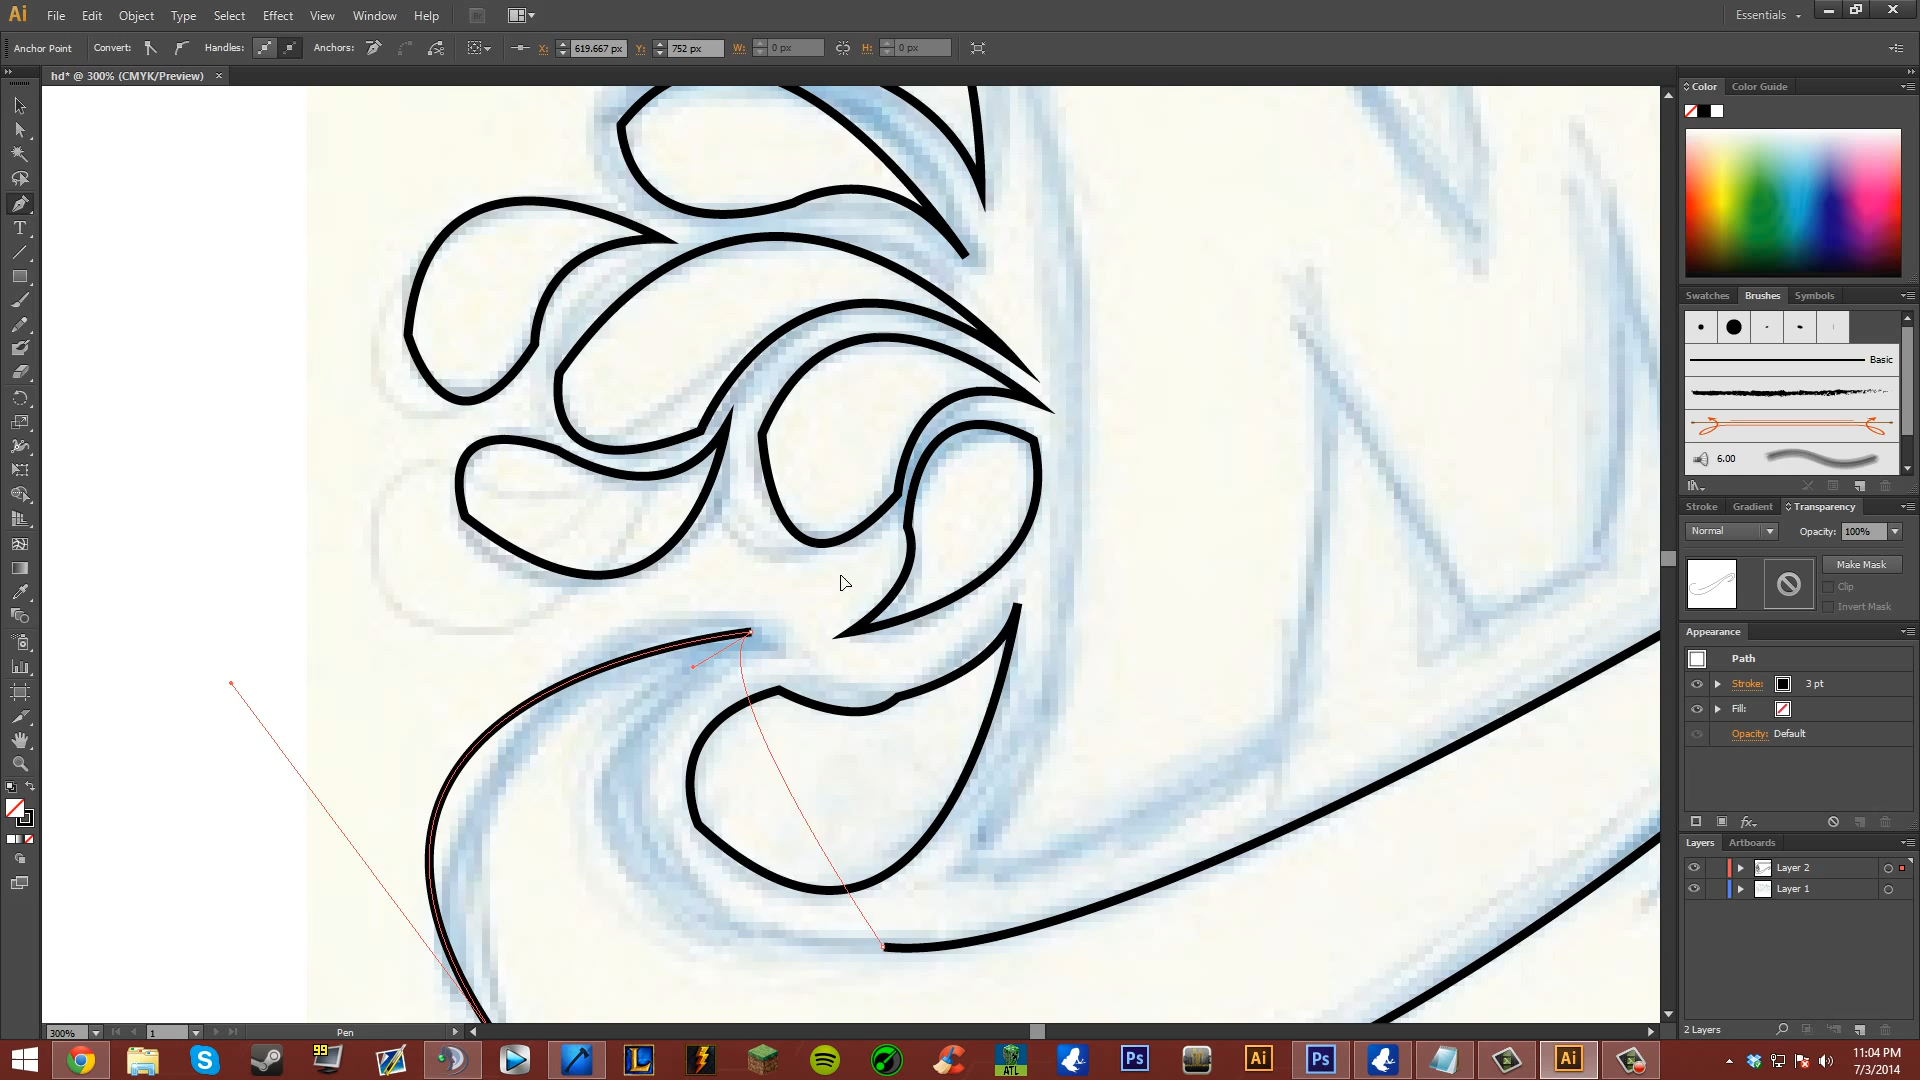 Ai File Edit Object Type Select Effect View Window Help Br Essentials
Anchor Point Convert: Handles: Anchors: X: 619.667 px Y: 752 px W: 0 px H: 0 px
hd* @ 300% (CMYK/Preview) ×
Color Color Guide
Swatches Brushes Symbols
Basic
6.00
Stroke Gradient Transparency
Normal Opacity: 100%
Make Mask
Clip
Invert Mask
Appearance
Path
Stroke: 3 pt
Fill:
Opacity: Default
fx
Layers Artboards
Layer 2
Layer 1
2 Layers
300% 1 Pen
99 L ATL Ps Ai Ps Ai
11:04 PM
7/3/2014